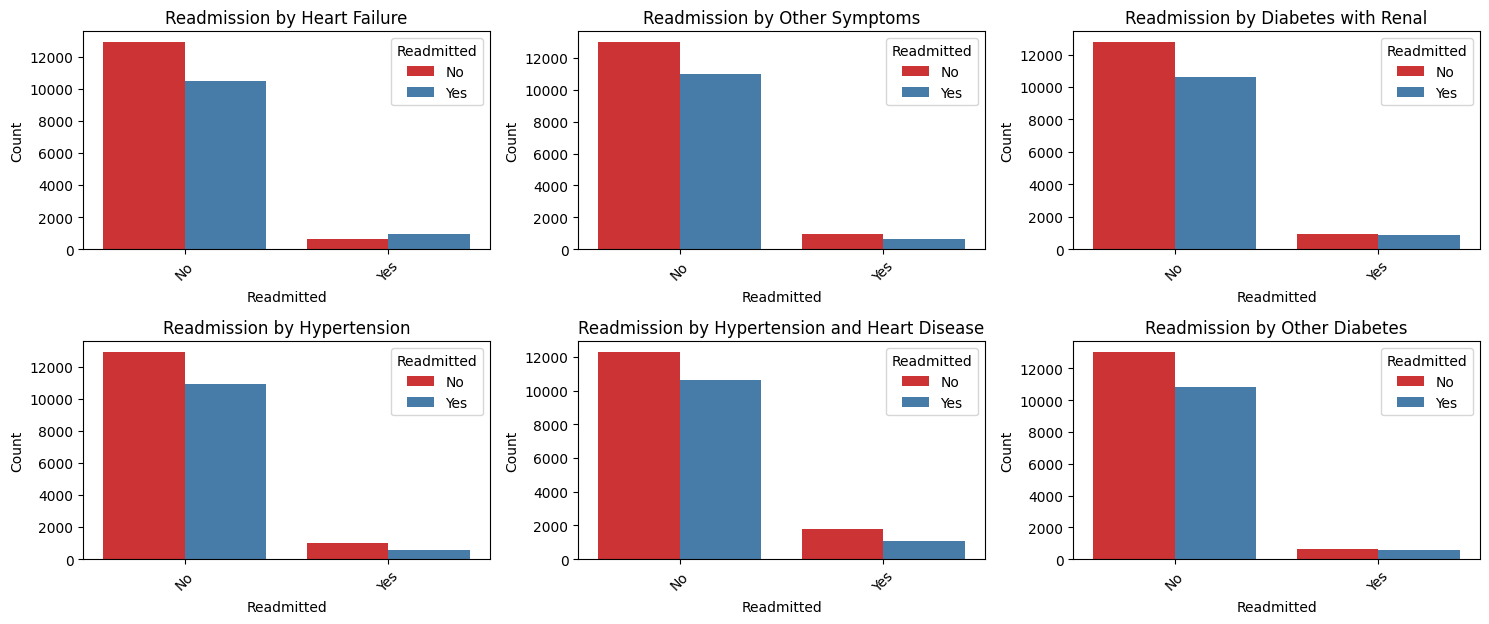 Readmission by Heart Failure
Count
12000
10000
8000
6000
4000
2000
0
Readmitted
No
Yes
No
Yes
Readmitted
Readmission by Other Symptoms
Count
12000
10000
8000
6000
4000
2000
0
Readmitted
No
Yes
No
Yes
Readmitted
Readmission by Diabetes with Renal
Count
12000
10000
8000
6000
4000
2000
0
Readmitted
No
Yes
No
Yes
Readmitted
Readmission by Hypertension
Count
12000
10000
8000
6000
4000
2000
0
Readmitted
No
Yes
No
Yes
Readmitted
Readmission by Hypertension and Heart Disease
Count
12000
10000
8000
6000
4000
2000
0
Readmitted
No
Yes
No
Yes
Readmitted
Readmission by Other Diabetes
Count
12000
10000
8000
6000
4000
2000
0
Readmitted
No
Yes
No
Yes
Readmitted